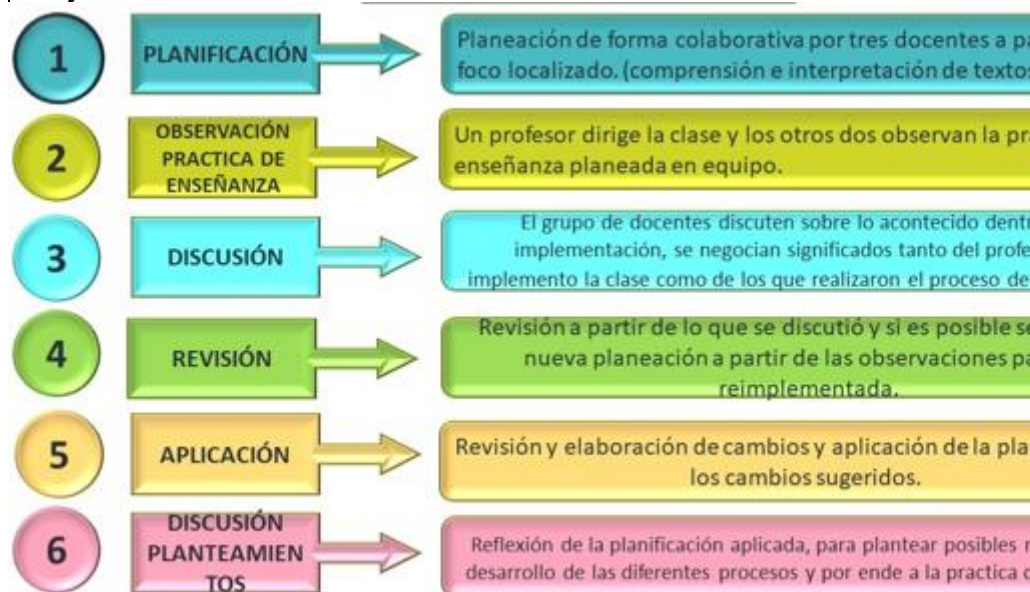 1
PLANIFICACIÓN
Planeación de forma colaborativa por tres docentes a
foco localizado. (comprensión e interpretación de textos
2
OBSERVACIÓN
PRACTICA DE
ENSEÑANZA
Un profesor dirige la clase y los otros dos observan la
enseñanza planeada en equipo.
3
DISCUSIÓN
El grupo de docentes discuten sobre lo acontecido
implementación, se negocian significados tanto del
implemento la clase como de los que realizaron el proceso de
4
REVISIÓN
Revisión a partir de lo que se discutió y si es posible se
nueva planeación a partir de las observaciones
reimplementada.
5
APLICACIÓN
Revisión y elaboración de cambios y aplicación de la
los cambios sugeridos.
6
DISCUSIÓN
PLANTEAMIEN
TOS
Reflexión de la planificación aplicada, para plantear posibles
desarrollo de las diferentes procesos y por ende a la practica